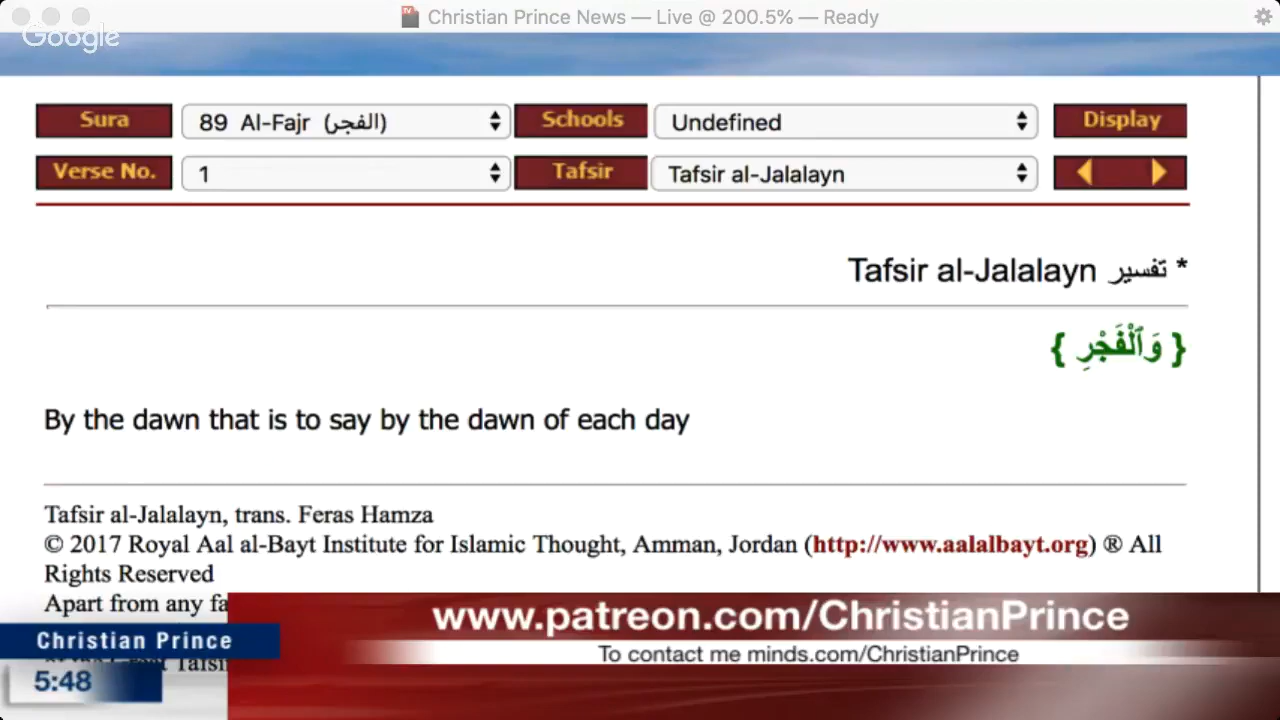 Christian Prince News — Live @ 200.5% — Ready
Google
Sura 89 Al-Fajr (الفجر) Schools Undefined Display
Verse No. 1 Tafsir Tafsir al-Jalalayn
Tafsir al-Jalalayn تفسير *
{ وَٱلْفَجْرِ }
By the dawn that is to say by the dawn of each day
Tafsir al-Jalalayn, trans. Feras Hamza
© 2017 Royal Aal al-Bayt Institute for Islamic Thought, Amman, Jordan (http://www.aalalbayt.org) ® All
Rights Reserved
Apart from any fa
www.patreon.com/ChristianPrince
Christian Prince
To contact me minds.com/ChristianPrince
Tafsir
5:48